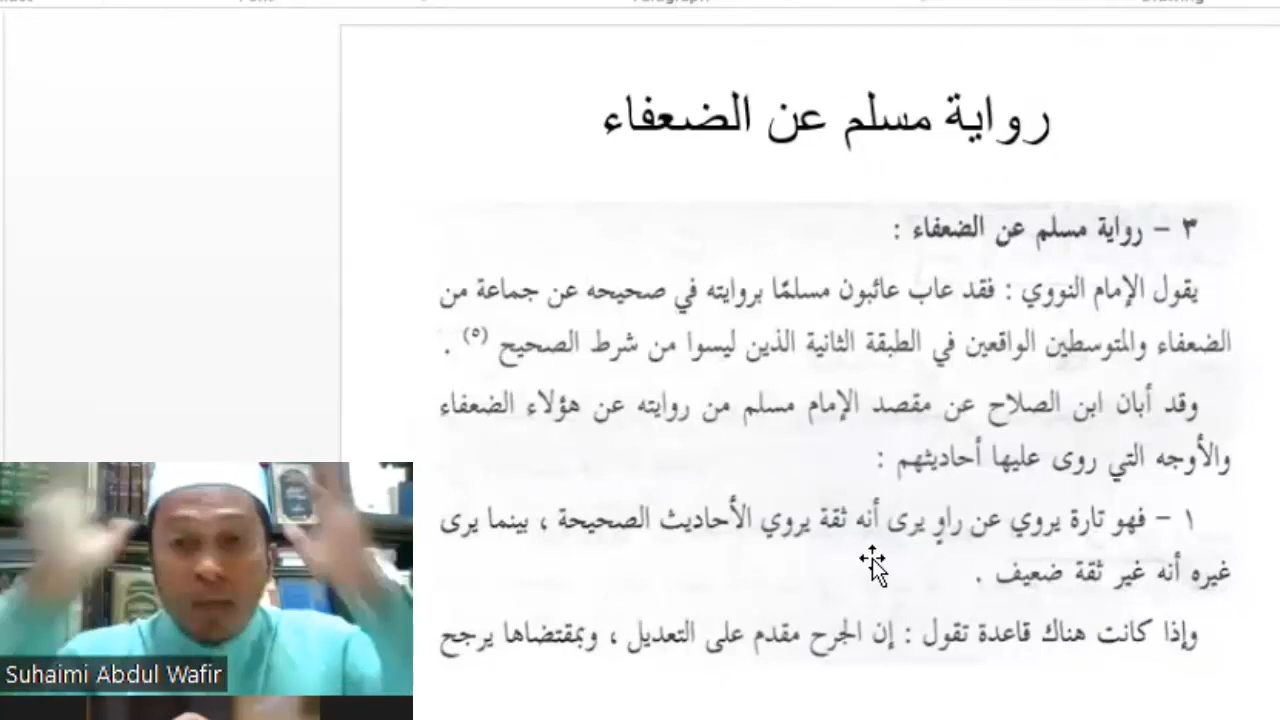 رواية مسلم عن الضعفاء
٣ – رواية مسلم عن الضعفاء :
يقول الإمام النووي : فقد عاب عائبون مسلمًا بروايته في صحيحه عن جماعة من
الضعفاء والمتوسطين الواقعين في الطبقة الثانية الذين ليسوا من شرط الصحيح (٥) .
وقد أبان ابن الصلاح عن مقصد الإمام مسلم من روايته عن هؤلاء الضعفاء
والأوجه التي روى عليها أحاديثهم :
١ – فهو تارة يروي عن راوٍ يرى أنه ثقة يروي الأحاديث الصحيحة ، بينما يرى
غيره أنه غير ثقة ضعيف .
وإذا كانت هناك قاعدة تقول : إن الجرح مقدم على التعديل ، وبمقتضاها يرجح
Suhaimi Abdul Wafir